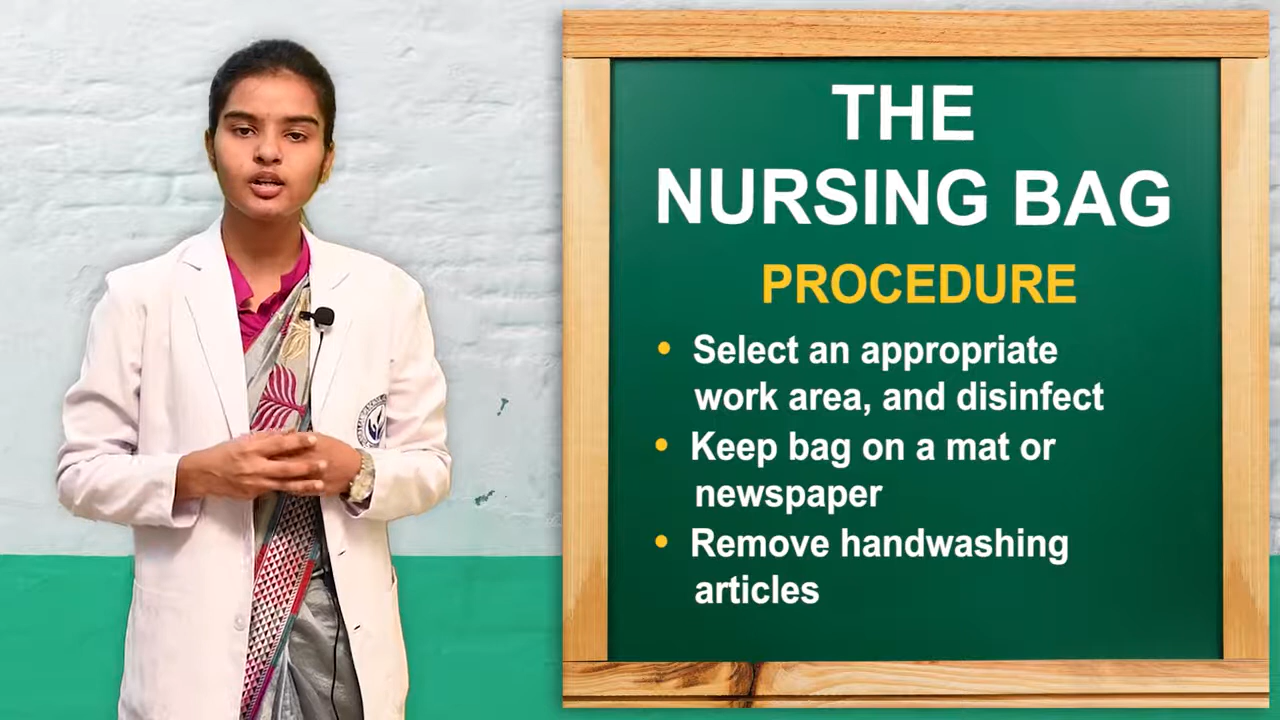 THE
NURSING BAG
PROCEDURE
• Select an appropriate
work area, and disinfect
• Keep bag on a mat or
newspaper
• Remove handwashing
articles